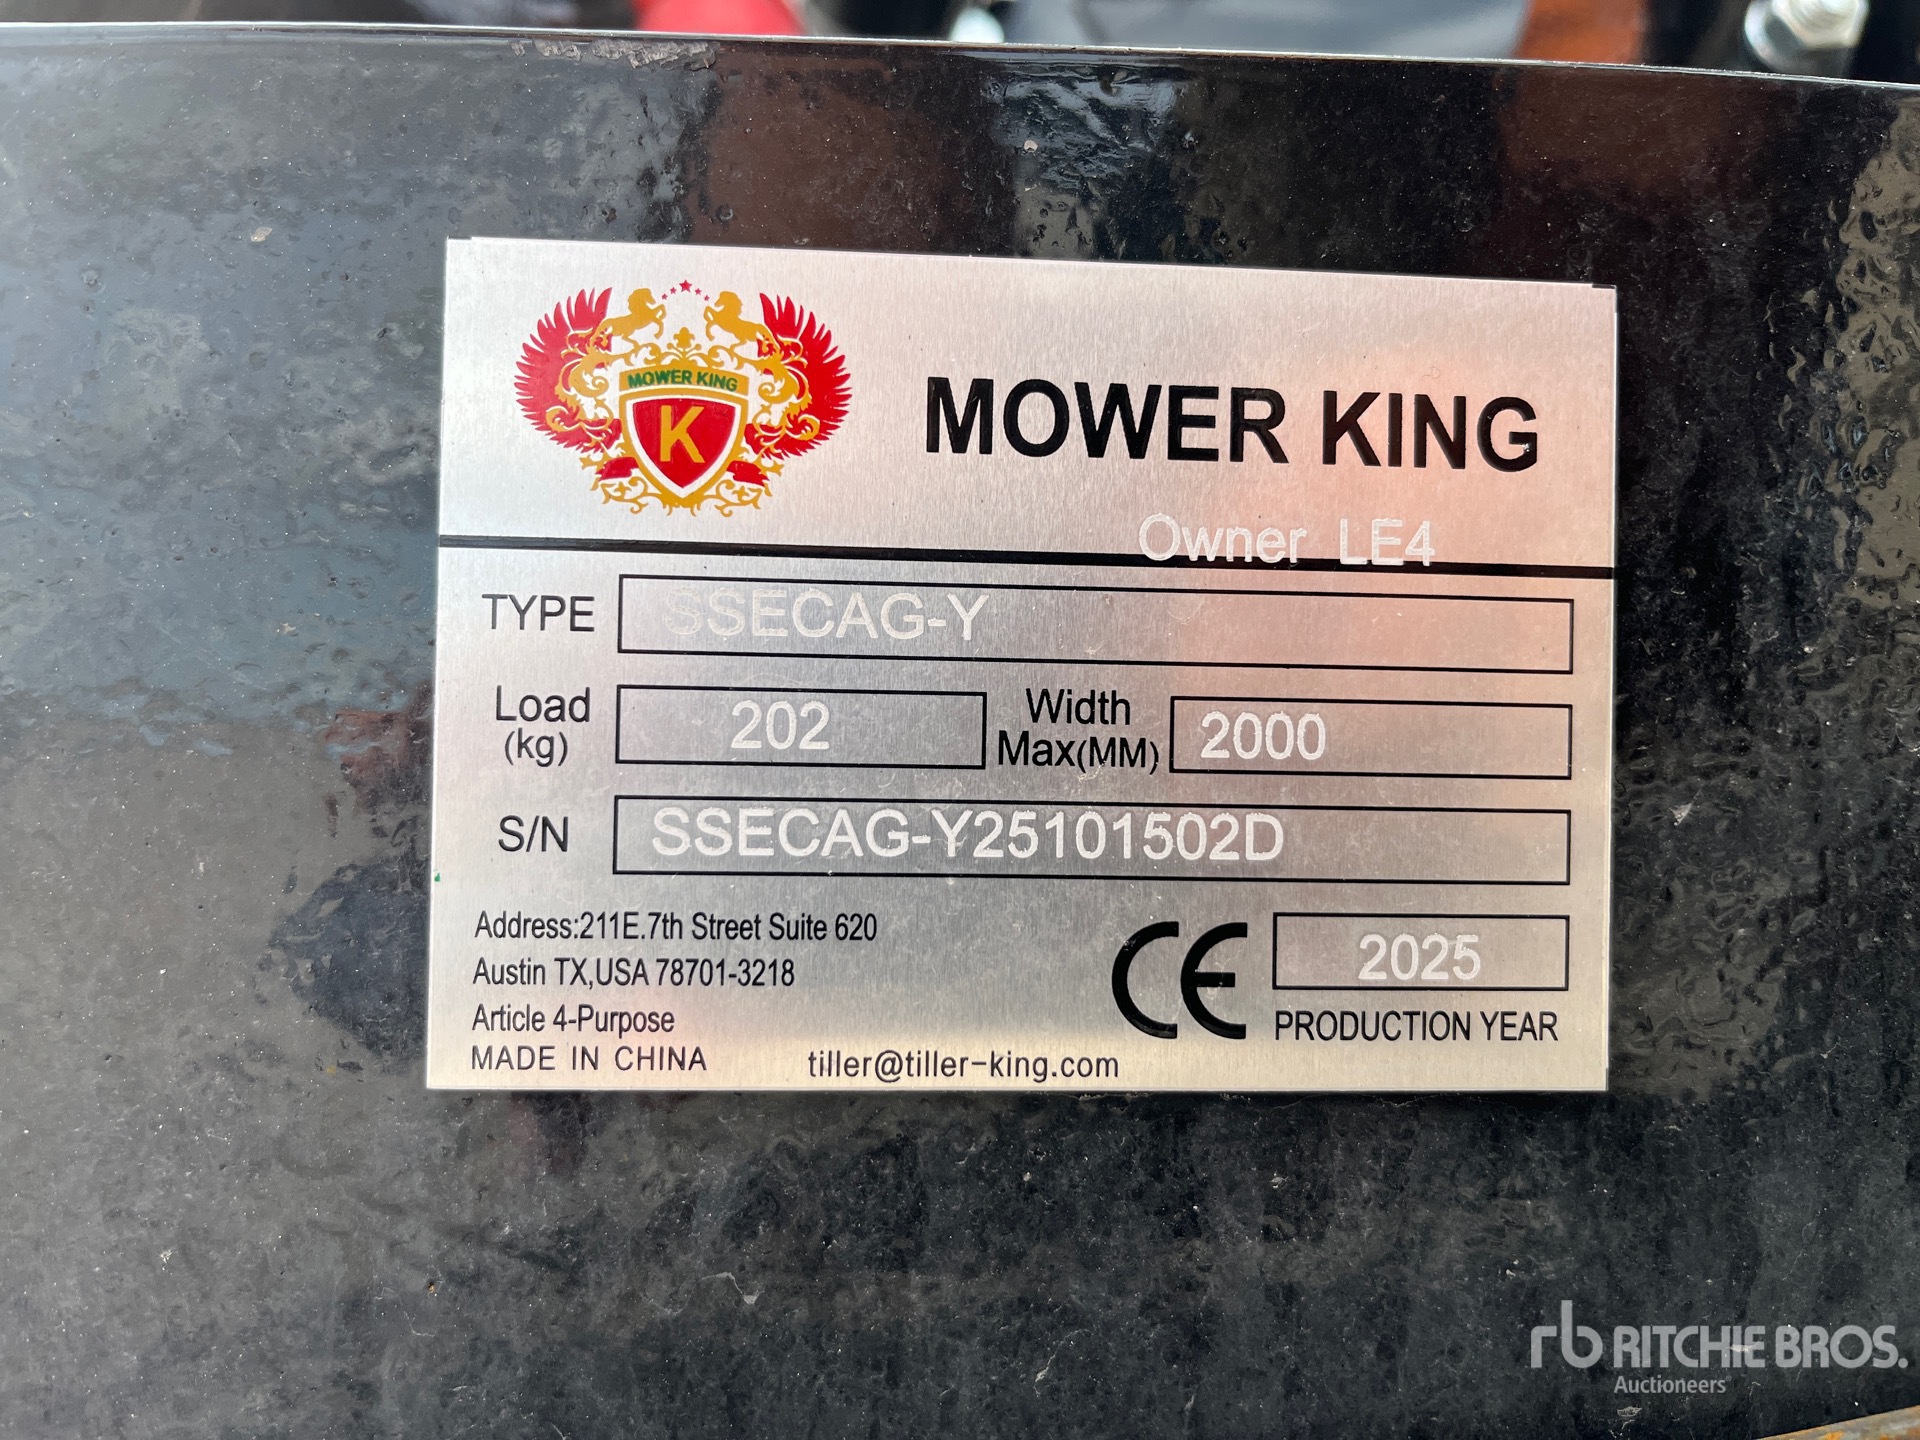 MOWER KING
K
MOWER KING
Owner LE4
TYPE SSECAG-Y
Load (kg) 202 Width Max(MM) 2000
S/N SSECAG-Y25101502D
Address:211E.7th Street Suite 620
Austin TX,USA 78701-3218
Article 4-Purpose
MADE IN CHINA tiller@tiller-king.com
CE 2025
PRODUCTION YEAR
rb RITCHIE BROS.
Auctioneers